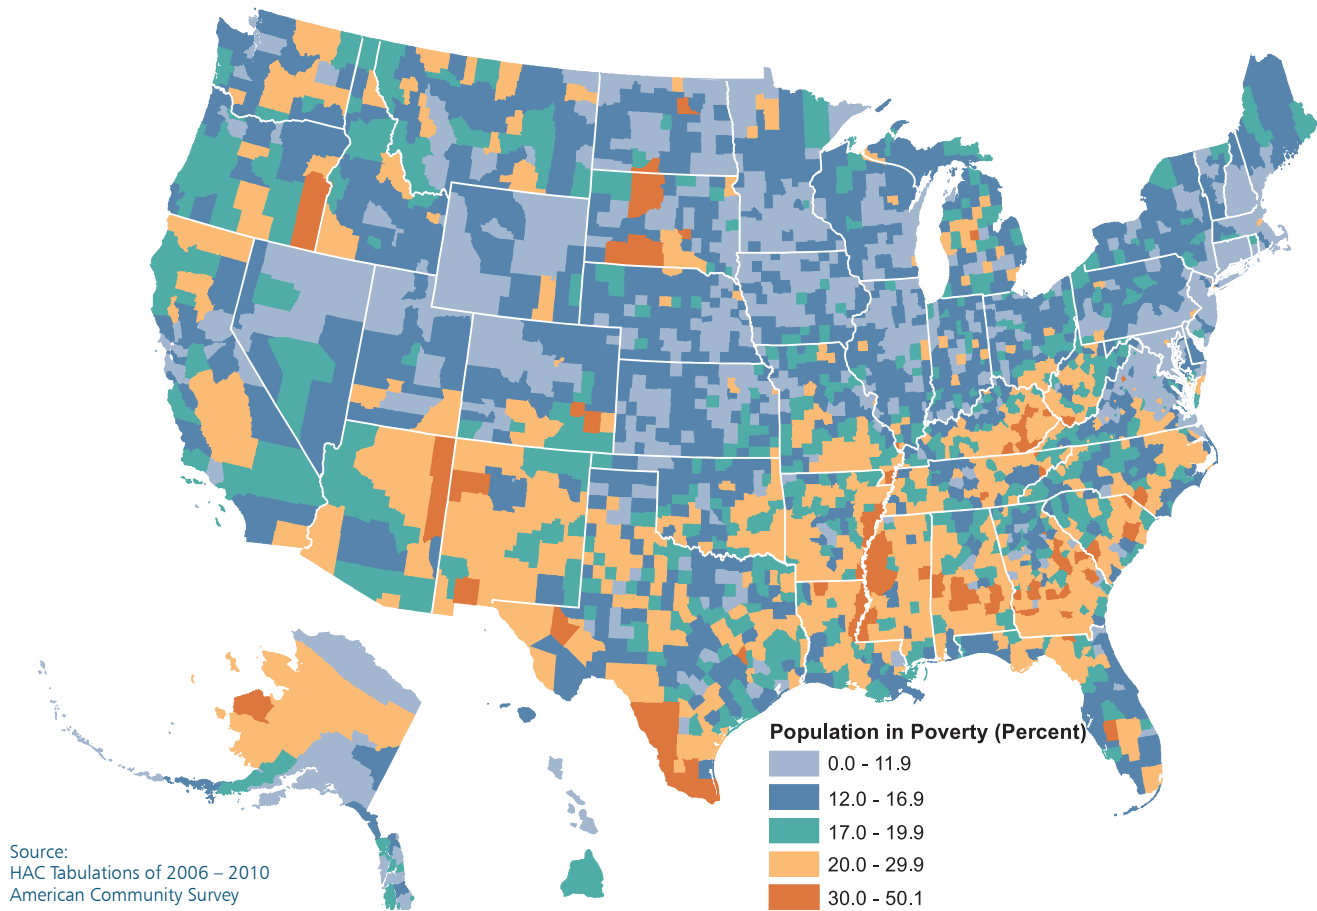 Population in Poverty (Percent)
0.0 - 11.9
12.0 - 16.9
17.0 - 19.9
20.0 - 29.9
30.0 - 50.1
Source:
HAC Tabulations of 2006 – 2010
American Community Survey